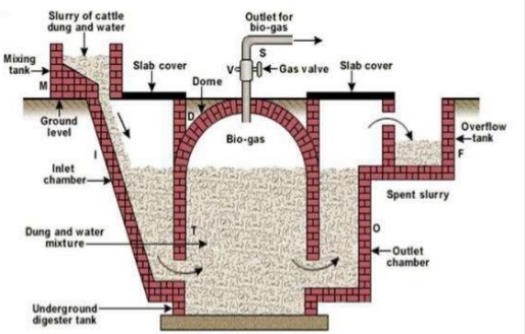 Slurry of cattle
dung and water
Outlet for
bio-gas
Mixing
tank
M
Slab cover
Dome
S
V
Gas valve
Slab cover
D
Ground
level
Bio-gas
Overflow
tank
F
I
Inlet
chamber
Spent slurry
Dung and water
mixture
T
O
Outlet
chamber
Underground
digester tank